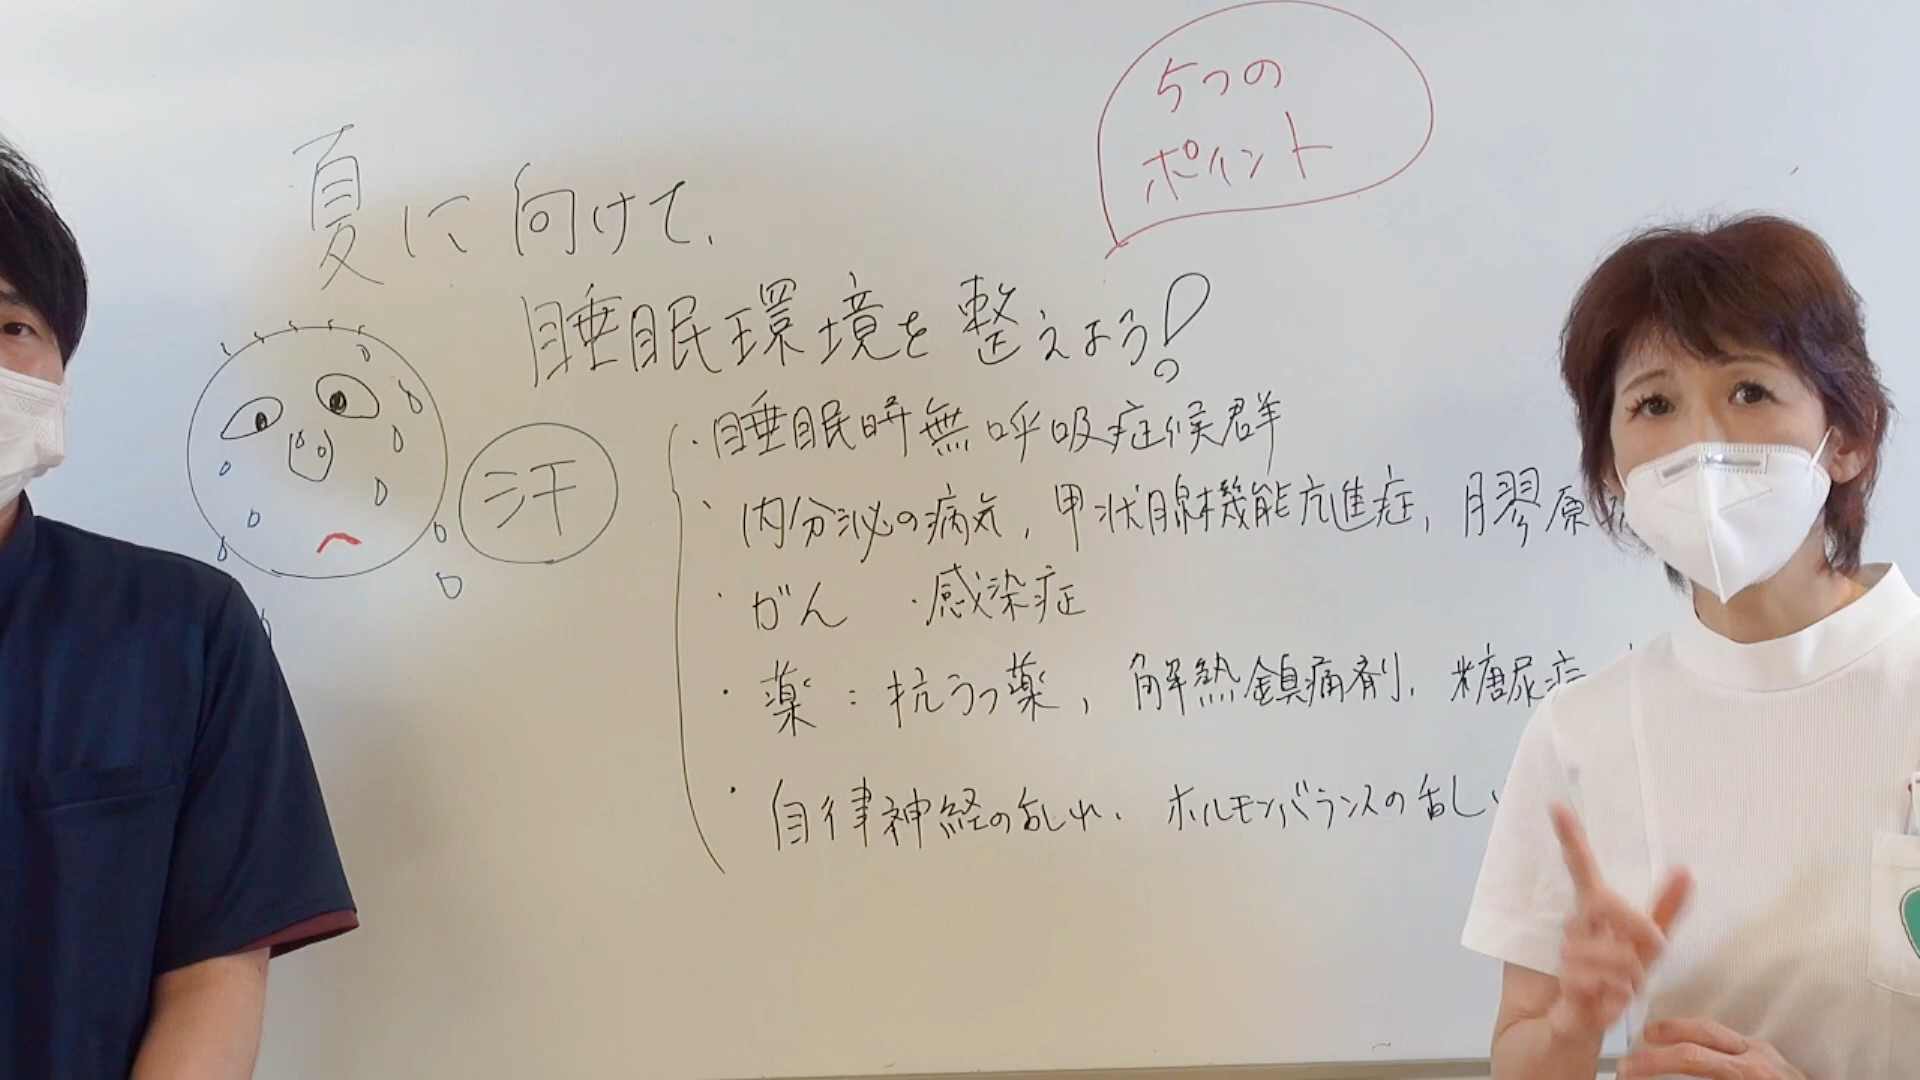 5つの
ポイント
夏に向けて、
睡眠環境を整えよう!
汗
・睡眠時無呼吸症候群
・内分泌の病気,甲状腺機能亢進症,膠原
・がん ・感染症
・薬:抗うつ薬,解熱鎮痛剤,糖尿病
・自律神経の乱れ、ホルモンバランスの乱れ